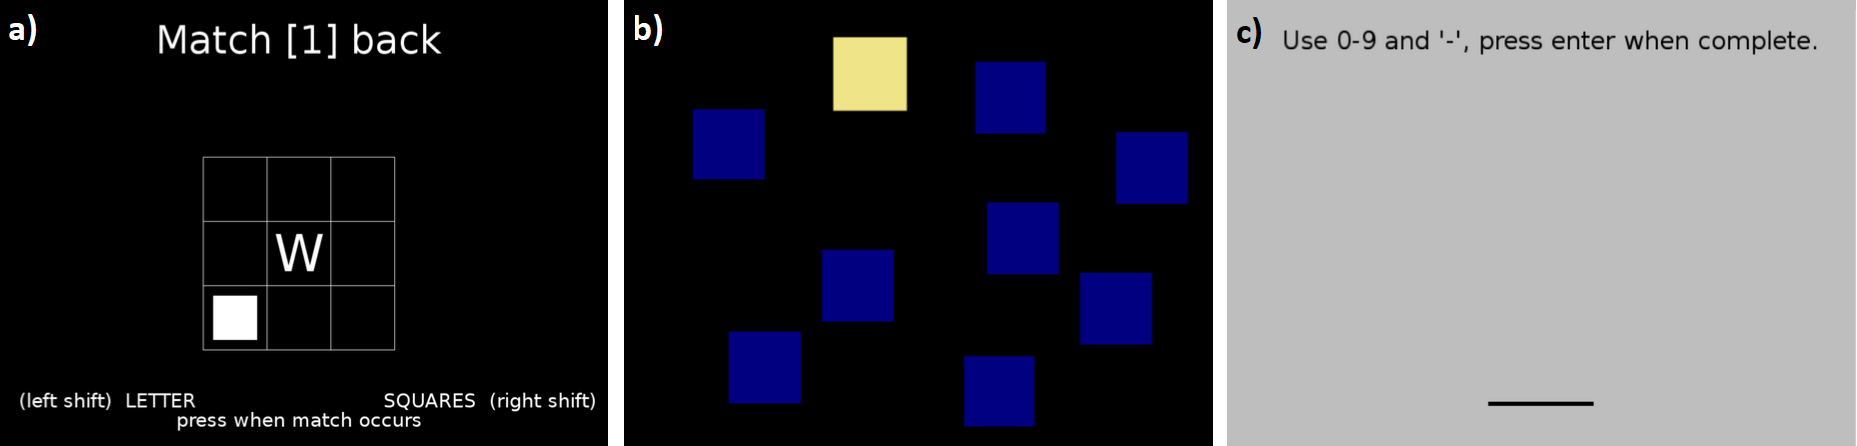 a)
Match [1] back
W
(left shift) LETTER SQUARES (right shift)
press when match occurs
b)
c)
Use 0-9 and '-', press enter when complete.